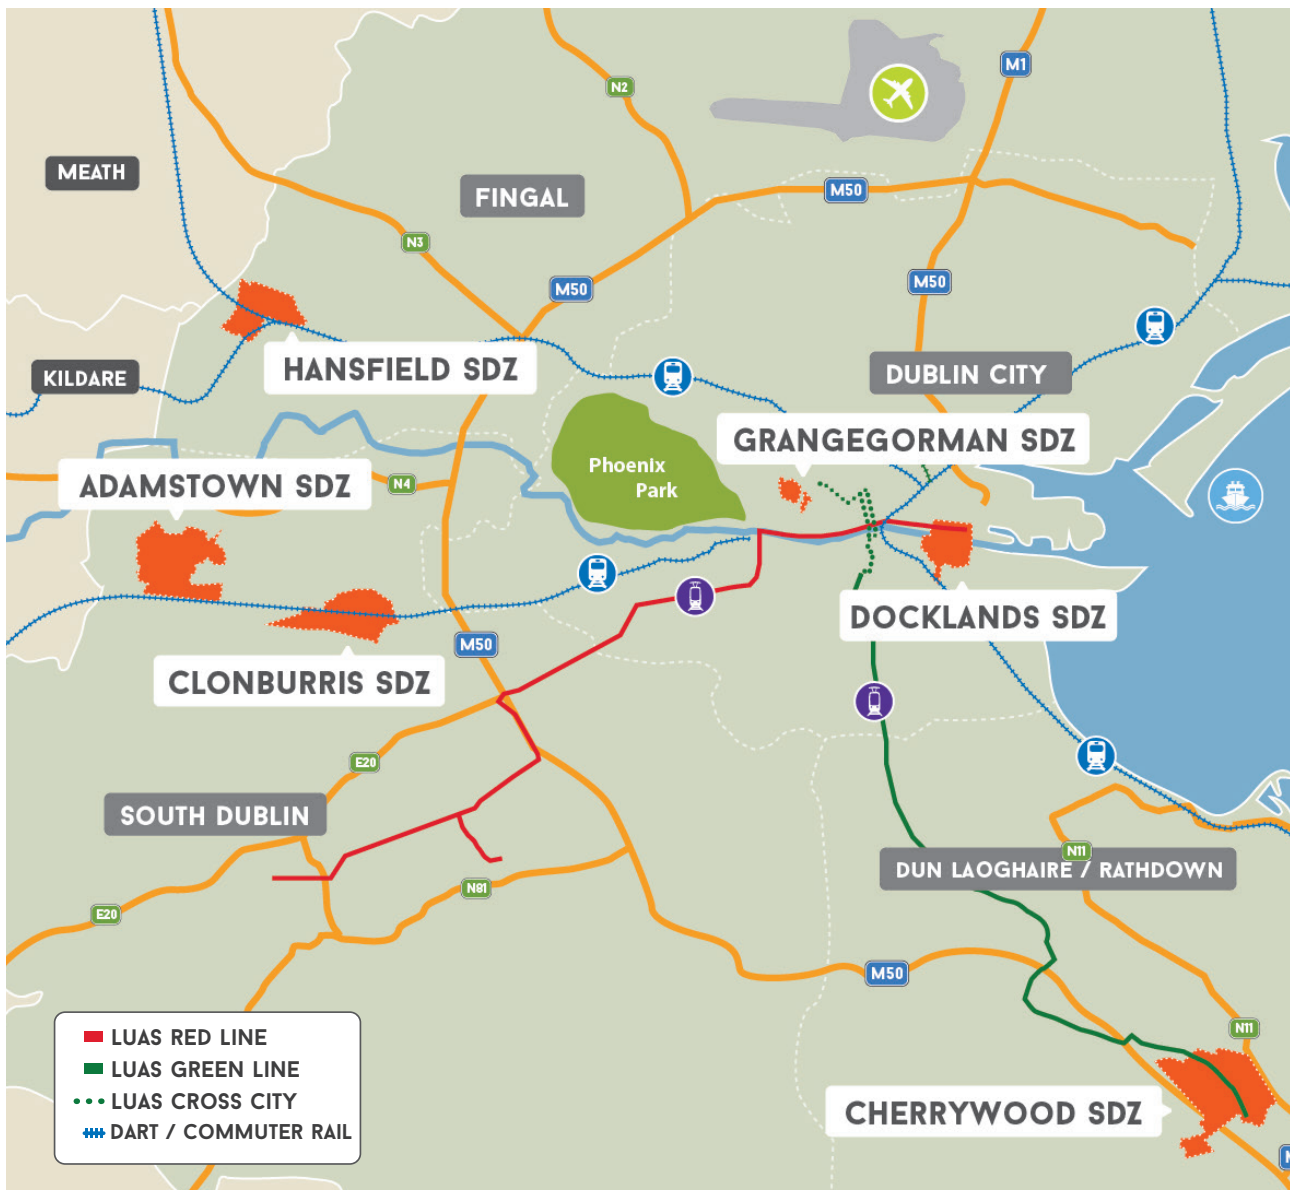 M1
N2
MEATH
FINGAL
M50
N3
M50
M50
HANSFIELD SDZ
KILDARE
DUBLIN CITY
GRANGEGORMAN SDZ
Phoenix
Park
ADAMSTOWN SDZ
N4
DOCKLANDS SDZ
M50
CLONBURRIS SDZ
E20
SOUTH DUBLIN
N11
DUN LAOGHAIRE / RATHDOWN
N81
E20
M50
N11
LUAS RED LINE
LUAS GREEN LINE
LUAS CROSS CITY
DART / COMMUTER RAIL
CHERRYWOOD SDZ